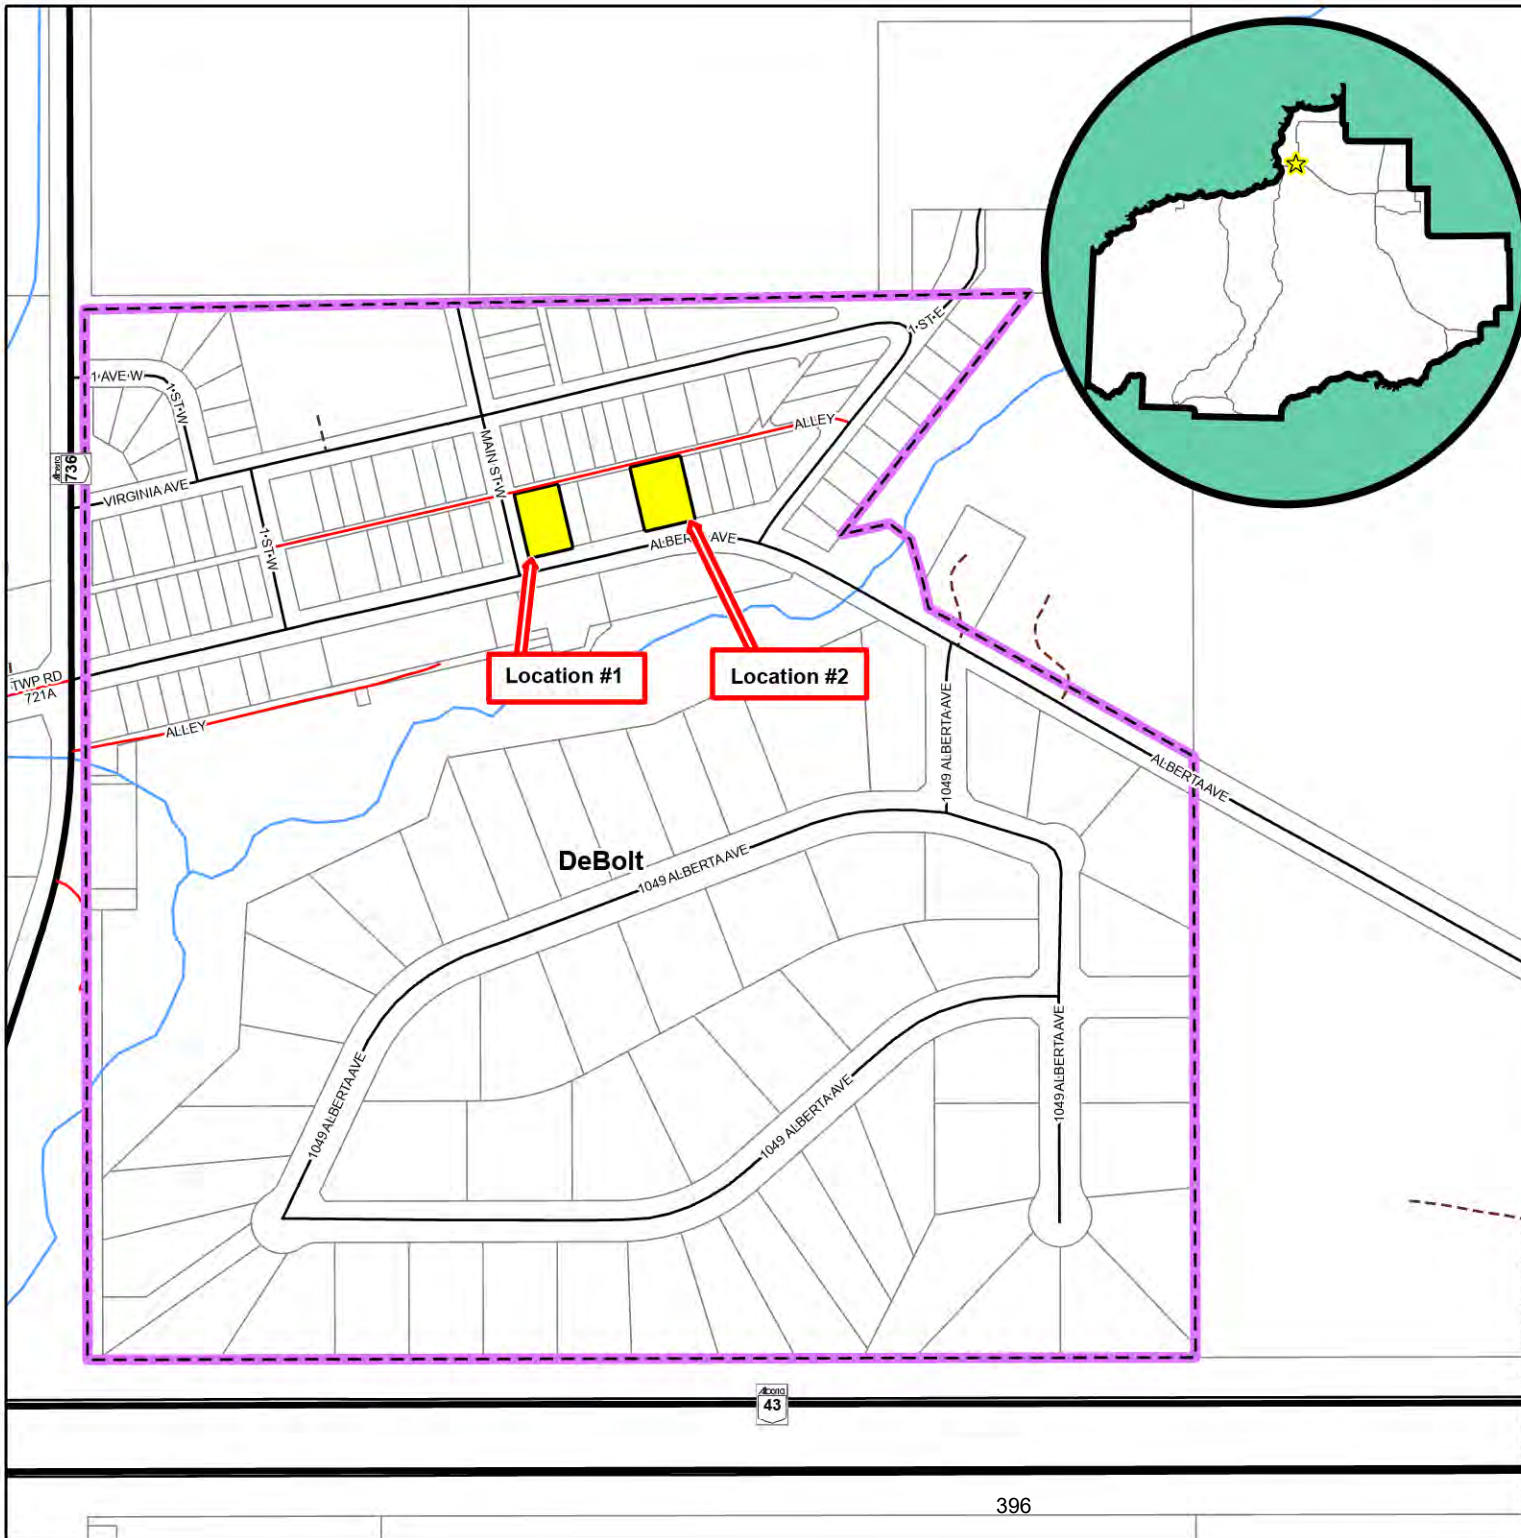 1 ST E
1 AVE W
1 ST W
ALLEY
MAIN ST W
Alberta
736
VIRGINIA AVE
1 ST W
ALBERTA AVE
Location #1
Location #2
TWP RD
721A
ALLEY
1049 ALBERTA AVE
ALBERTA AVE
DeBolt
1049 ALBERTA AVE
1049 ALBERTA AVE
1049 ALBERTA AVE
1049 ALBERTA AVE
Alberta
43
396